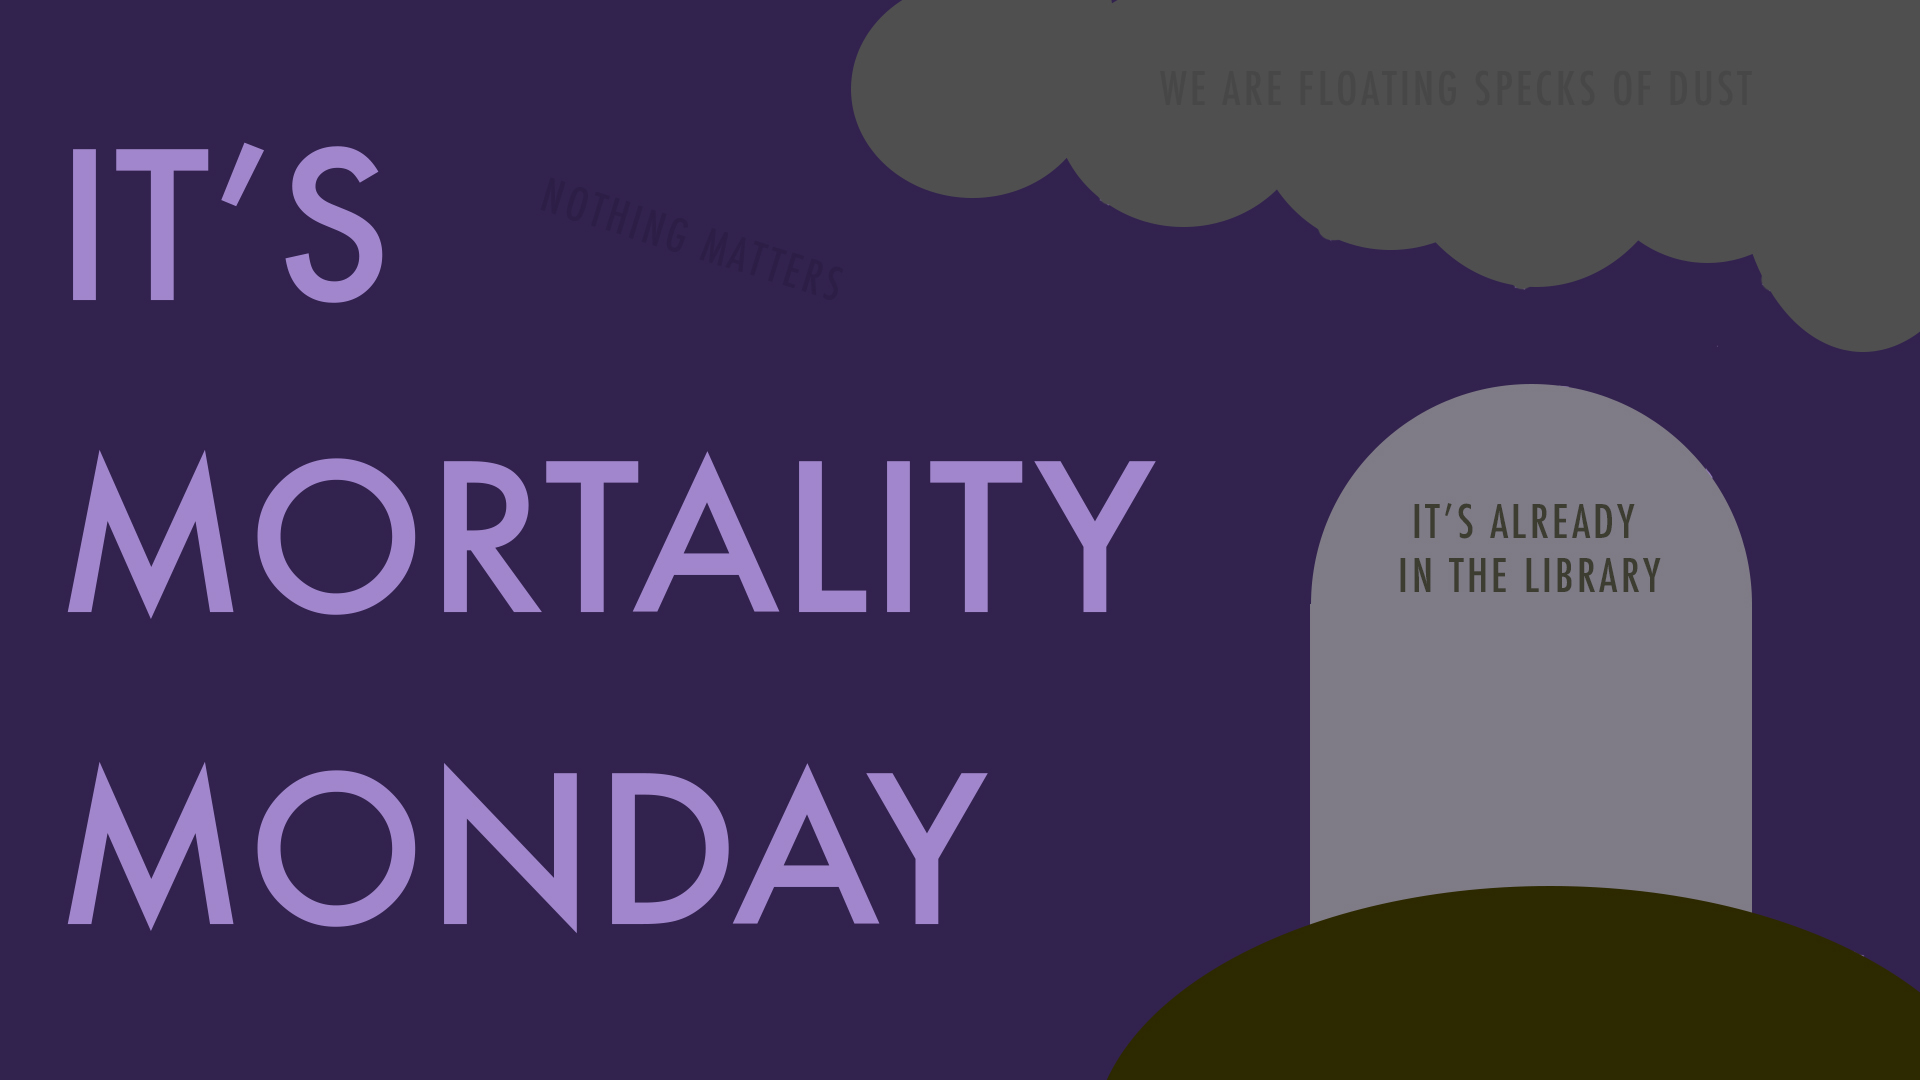 WE ARE FLOATING SPECKS OF DUST
IT'S
NOTHING MATTERS
MORTALITY
MONDAY
IT'S ALREADY
IN THE LIBRARY